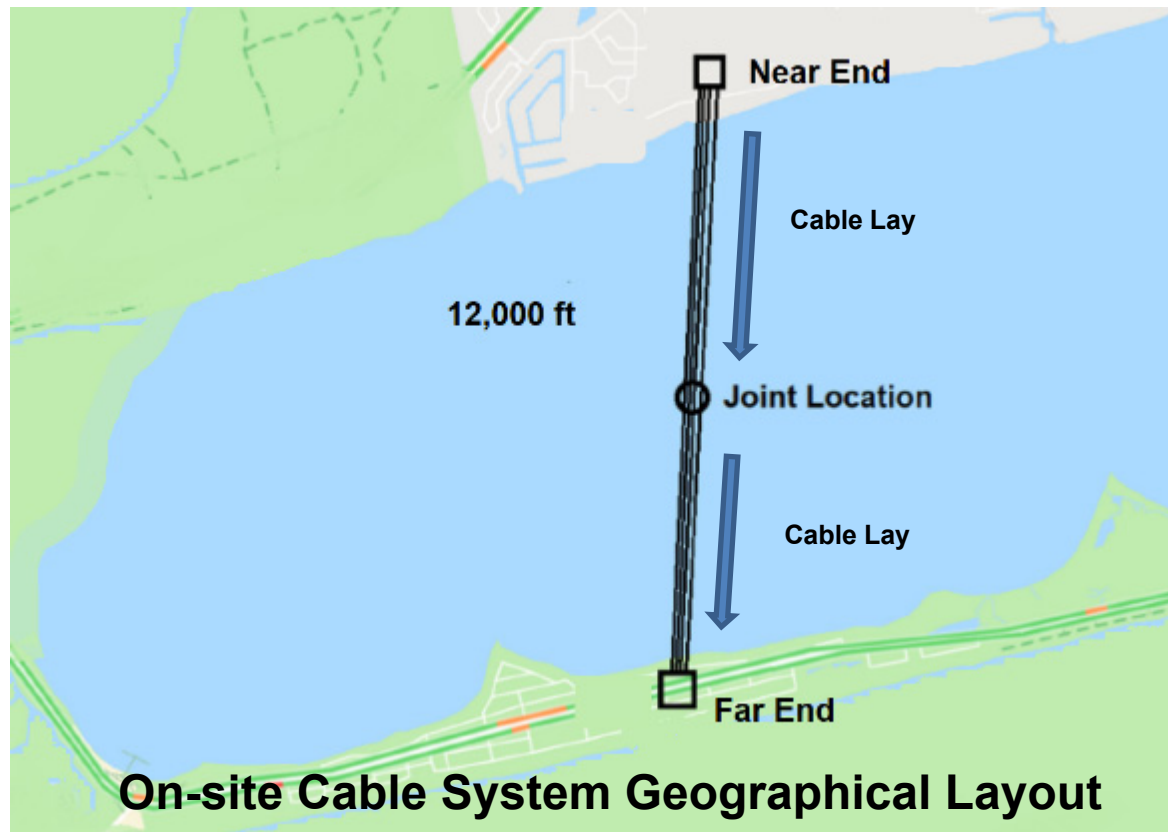 Near End
Cable Lay
12,000 ft
Joint Location
Cable Lay
Far End
On-site Cable System Geographical Layout